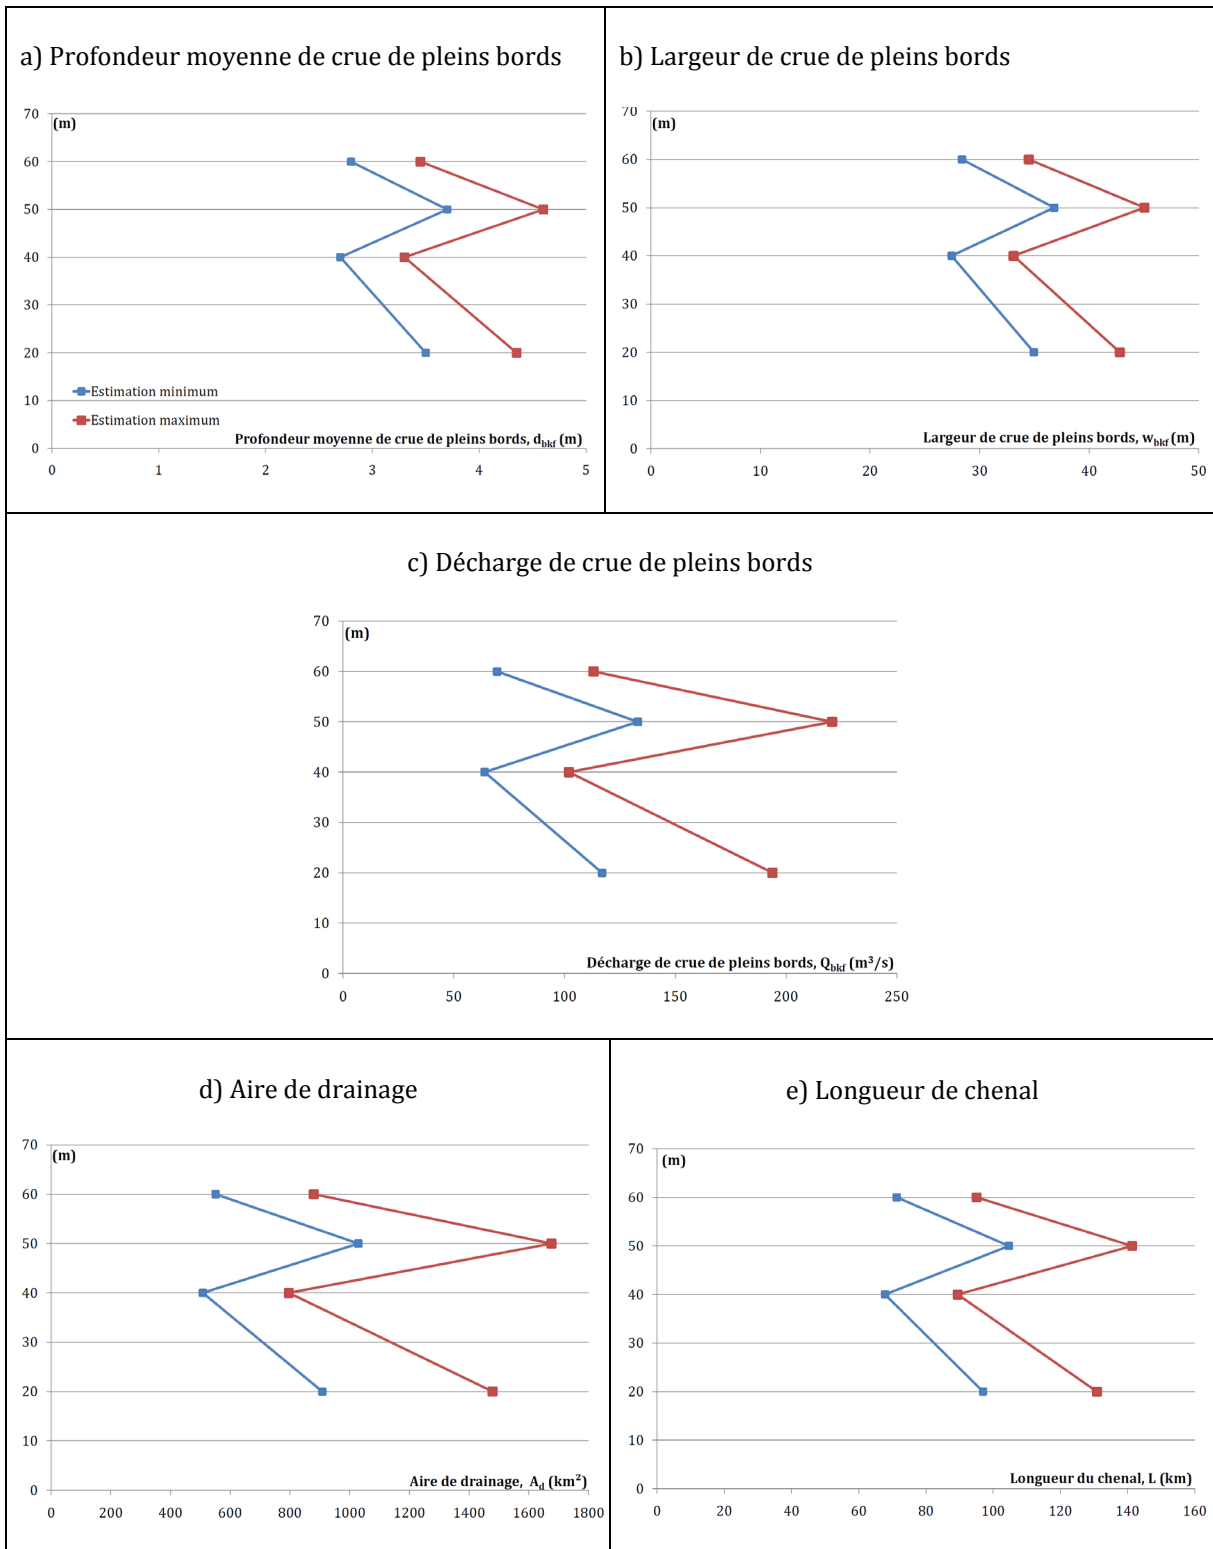 a) Profondeur moyenne de crue de pleins bords
70
(m)
60
50
40
30
20
Estimation minimum
10
Estimation maximum
Profondeur moyenne de crue de pleins bords, dbkf (m)
0
0 1 2 3 4 5
b) Largeur de crue de pleins bords
70
(m)
60
50
40
30
20
10
Largeur de crue de pleins bords, wbkf (m)
0
0 10 20 30 40 50
c) Décharge de crue de pleins bords
70
(m)
60
50
40
30
20
10
Décharge de crue de pleins bords, Qbkf (m³/s)
0
0 50 100 150 200 250
d) Aire de drainage
70
(m)
60
50
40
30
20
10
Aire de drainage, Ad (km²)
0
0 200 400 600 800 1000 1200 1400 1600 1800
e) Longueur de chenal
70
(m)
60
50
40
30
20
10
Longueur du chenal, L (km)
0
0 20 40 60 80 100 120 140 160